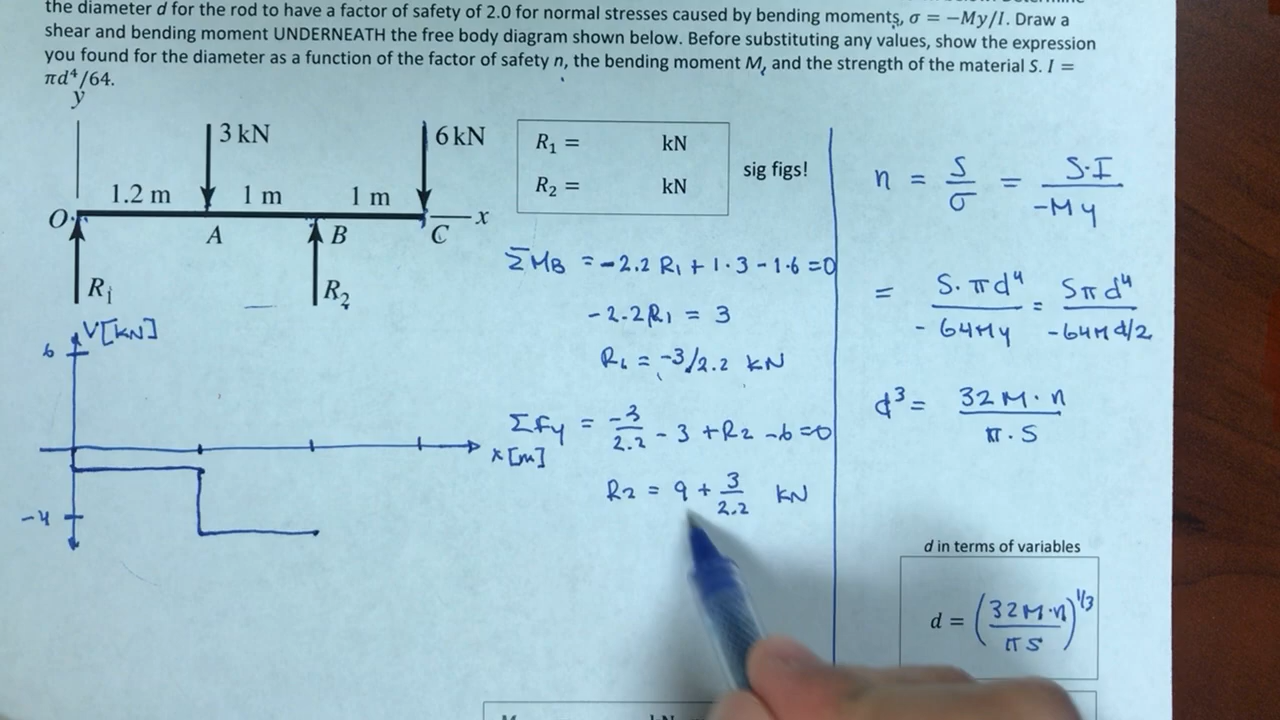 the diameter d for the rod to have a factor of safety of 2.0 for normal stresses caused by bending moments, σ = −My/I. Draw a
shear and bending moment UNDERNEATH the free body diagram shown below. Before substituting any values, show the expression
you found for the diameter as a function of the factor of safety n, the bending moment M, and the strength of the material S. I =
πd⁴/64.
y
3 kN
6 kN
1.2 m
1 m
1 m
O
A
B
C
x
R₁
R₂
R₁ = kN
R₂ = kN
sig figs!
V[kN]
6
-4
x [m]
ΣMB = -2.2 R₁ + 1·3 - 1·6 = 0
-2.2R₁ = 3
R₁ = -3/2.2 kN
ΣFy = -3/2.2 - 3 + R2 - 6 = 0
R2 = 9 + 3/2.2 kN
n = S/σ = S·I/-My
= S·πd⁴/-64My = Sπd⁴/-64Md/2
d³ = 32M·n/π·S
d in terms of variables
d = (32M·n/πS)^1/3